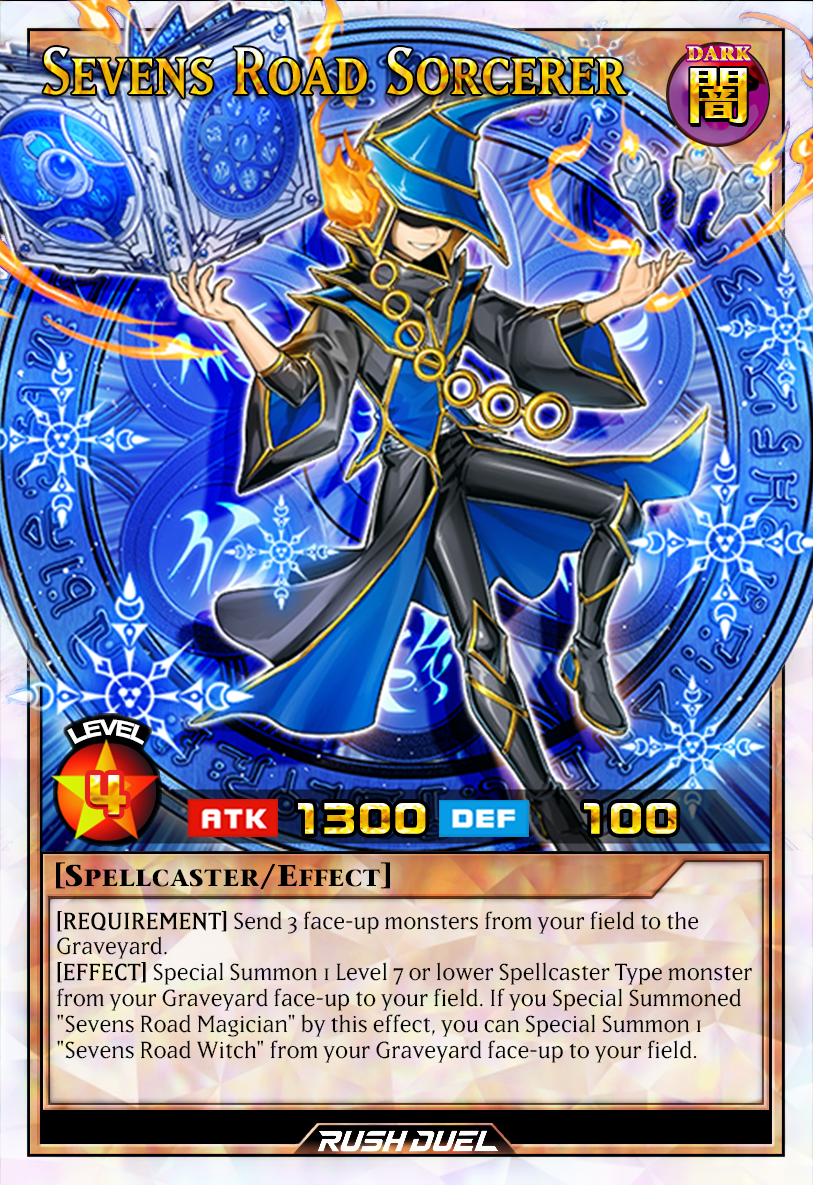 SEVENS ROAD SORCERER
DARK
闇
LEVEL
4
ATK 1300 DEF 100
[SPELLCASTER/EFFECT]
[REQUIREMENT] Send 3 face-up monsters from your field to the
Graveyard.
[EFFECT] Special Summon 1 Level 7 or lower Spellcaster Type monster
from your Graveyard face-up to your field. If you Special Summoned
"Sevens Road Magician" by this effect, you can Special Summon 1
"Sevens Road Witch" from your Graveyard face-up to your field.
RUSH DUEL